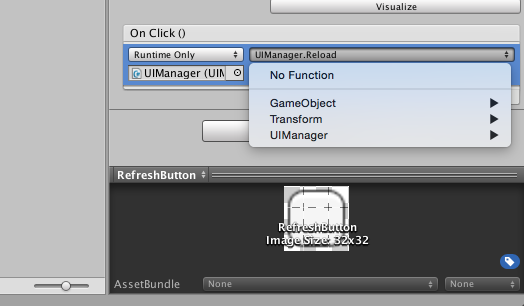 Visualize
On Click ()
Runtime Only UIManager.Reload
UIManager (UIM
No Function
GameObject
Transform
UIManager
RefreshButton
RefreshButton
Image Size: 32x32
AssetBundle None None